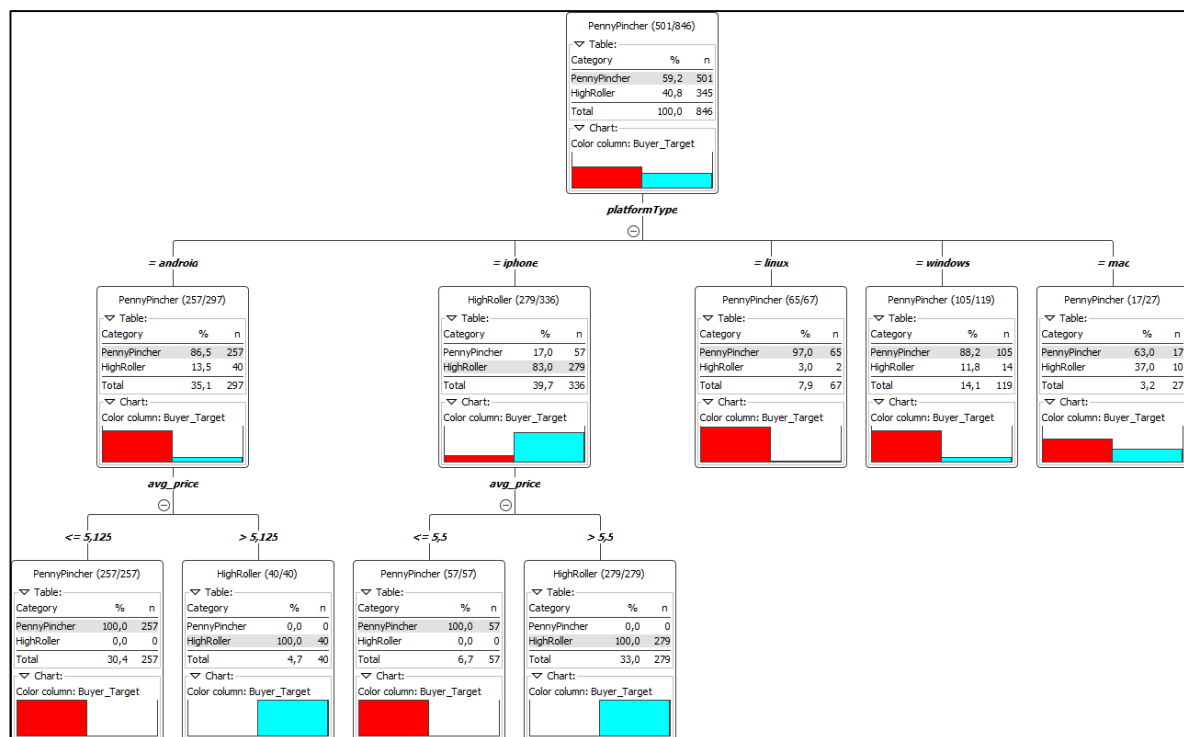 PennyPincher (501/846)
Table:
Category % n
PennyPincher 59,2 501
HighRoller 40,8 345
Total 100,0 846
Chart:
Color column: Buyer_Target
platformType
= android
= iphone
= linux
= windows
= mac
PennyPincher (257/297)
Table:
Category % n
PennyPincher 86,5 257
HighRoller 13,5 40
Total 35,1 297
Chart:
Color column: Buyer_Target
HighRoller (279/336)
Table:
Category % n
PennyPincher 17,0 57
HighRoller 83,0 279
Total 39,7 336
Chart:
Color column: Buyer_Target
PennyPincher (65/67)
Table:
Category % n
PennyPincher 97,0 65
HighRoller 3,0 2
Total 7,9 67
Chart:
Color column: Buyer_Target
PennyPincher (105/119)
Table:
Category % n
PennyPincher 88,2 105
HighRoller 11,8 14
Total 14,1 119
Chart:
Color column: Buyer_Target
PennyPincher (17/27)
Table:
Category % n
PennyPincher 63,0 17
HighRoller 37,0 10
Total 3,2 27
Chart:
Color column: Buyer_Target
avg_price
avg_price
<= 5,125
> 5,125
<= 5,5
> 5,5
PennyPincher (257/257)
Table:
Category % n
PennyPincher 100,0 257
HighRoller 0,0 0
Total 30,4 257
Chart:
Color column: Buyer_Target
HighRoller (40/40)
Table:
Category % n
PennyPincher 0,0 0
HighRoller 100,0 40
Total 4,7 40
Chart:
Color column: Buyer_Target
PennyPincher (57/57)
Table:
Category % n
PennyPincher 100,0 57
HighRoller 0,0 0
Total 6,7 57
Chart:
Color column: Buyer_Target
HighRoller (279/279)
Table:
Category % n
PennyPincher 0,0 0
HighRoller 100,0 279
Total 33,0 279
Chart:
Color column: Buyer_Target